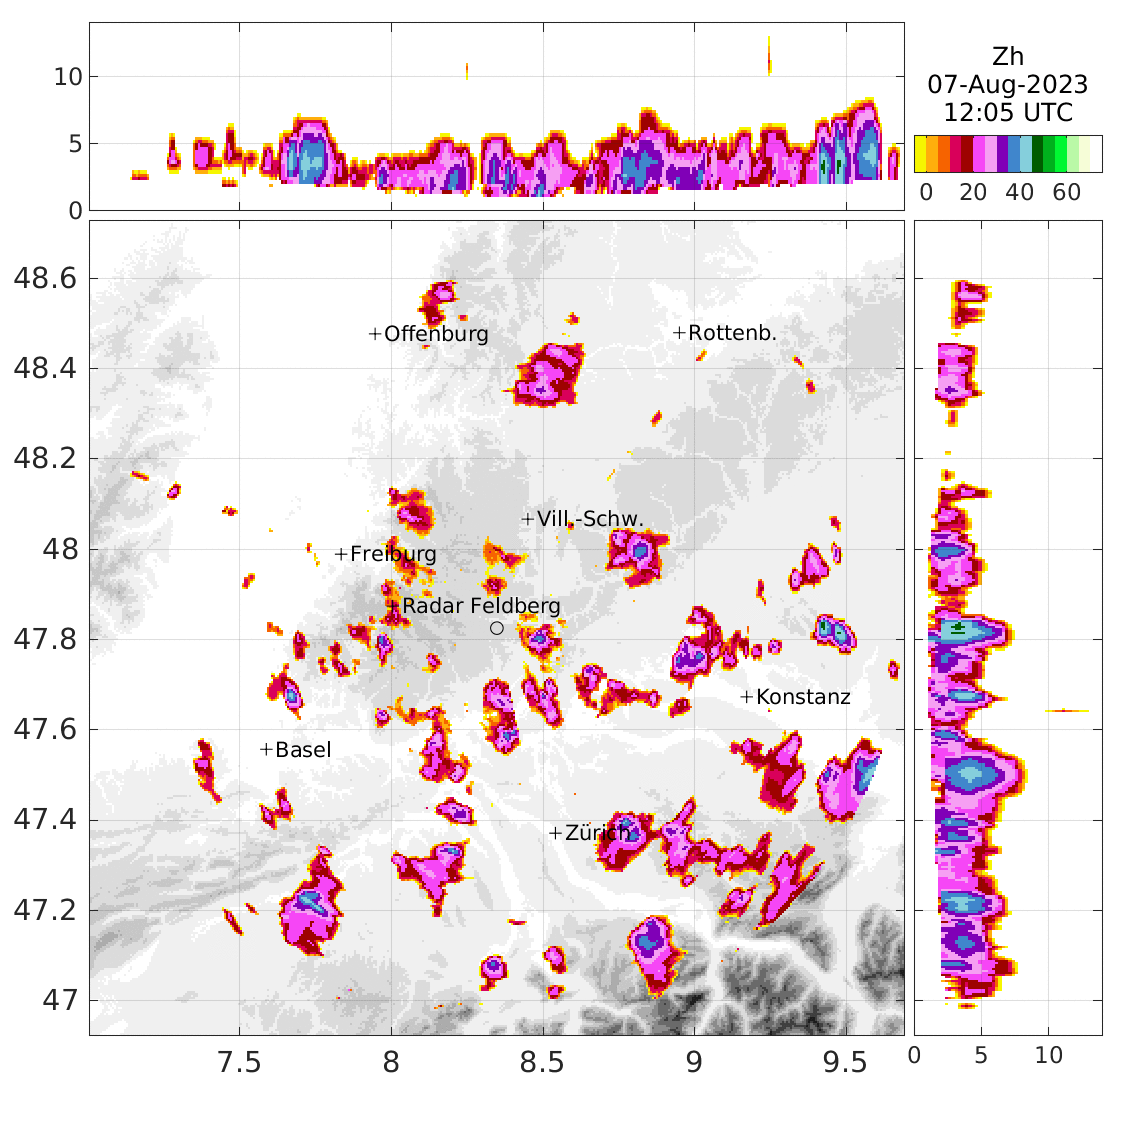 10
5
0
Zh
07-Aug-2023
12:05 UTC
0 20 40 60
48.6
48.4
48.2
48
47.8
47.6
47.4
47.2
47
+Offenburg
+Rottenb.
+Vill.-Schw.
+Freiburg
+Radar Feldberg
+Konstanz
+Basel
+Zürich
7.5 8 8.5 9 9.5
0 5 10